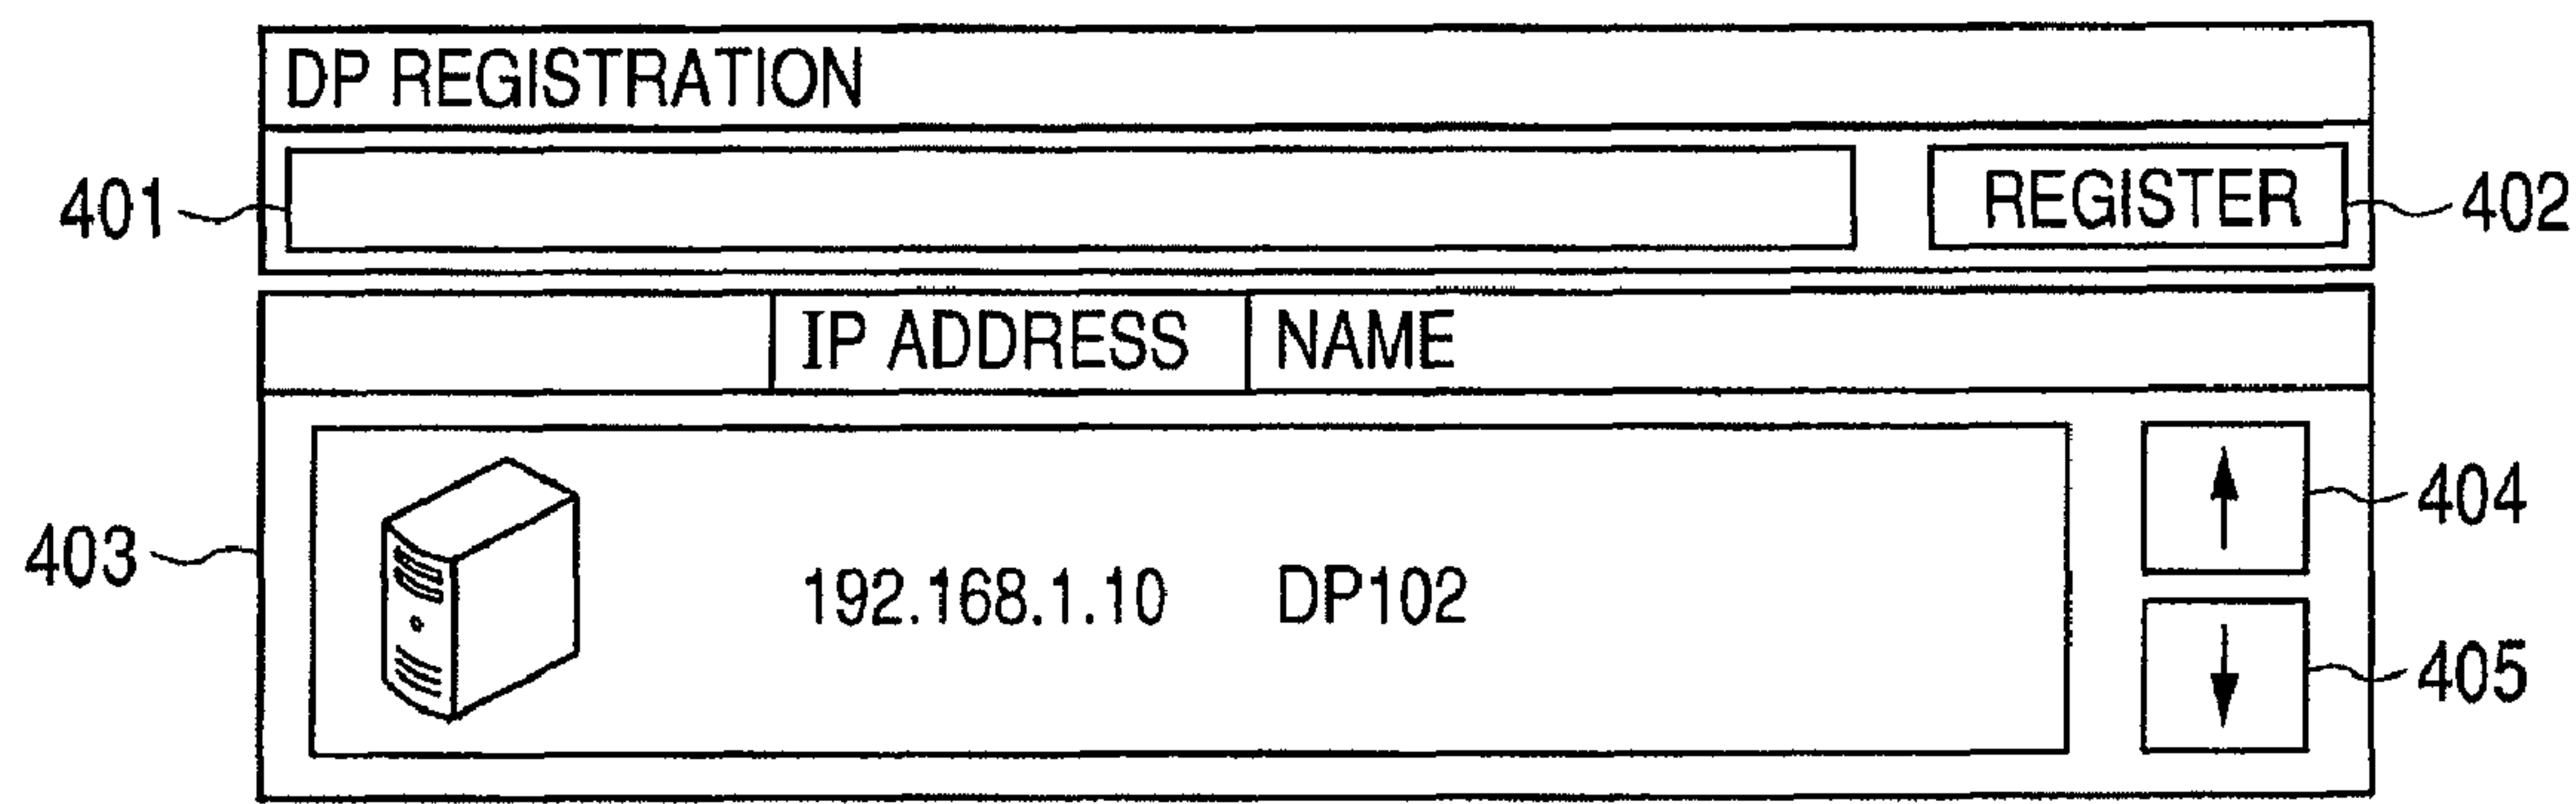 DP REGISTRATION
401 REGISTER 402
IP ADDRESS NAME
404
403 192.168.1.10 DP102
405